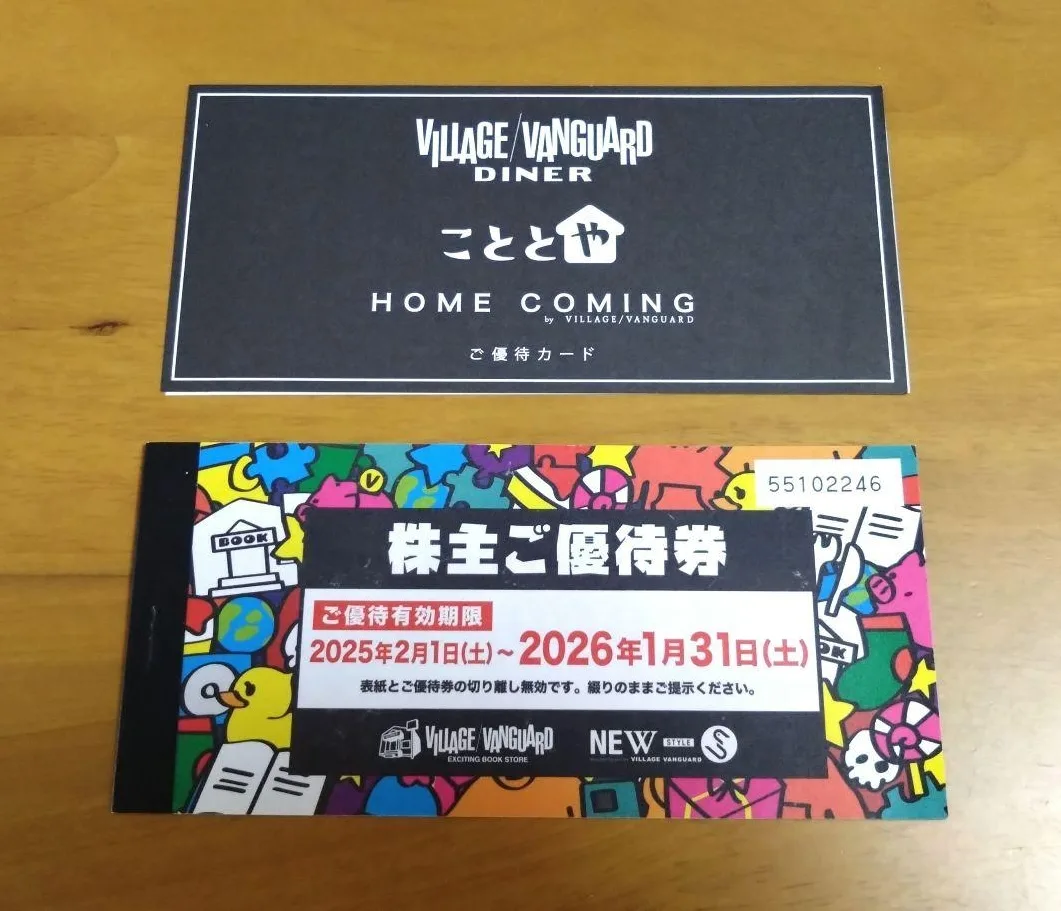 VILLAGE/VANGUARD
DINER
こととや
HOME COMING
by VILLAGE/VANGUARD
ご優待カード
55102246
V
BOOK
株主ご優待券
ご優待有効期限
2025年2月1日(土)~2026年1月31日(土)
表紙とご優待券の切り離し無効です。綴りのままご提示ください。
VILLAGE/VANGUARD
EXCITING BOOK STORE
NEW STYLE
VILLAGE VANGUARD